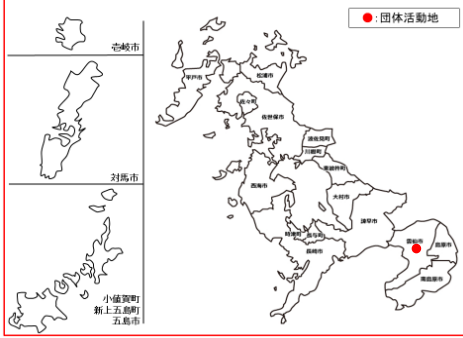 ●:団体活動地
壱岐市
対馬市
小値賀町
新上五島町
五島市
平戸市
松浦市
佐々町
佐世保市
波佐見町
川棚町
東彼杵町
西海市
大村市
諫早市
時津町
長与町
長崎市
雲仙市
島原市
南島原市